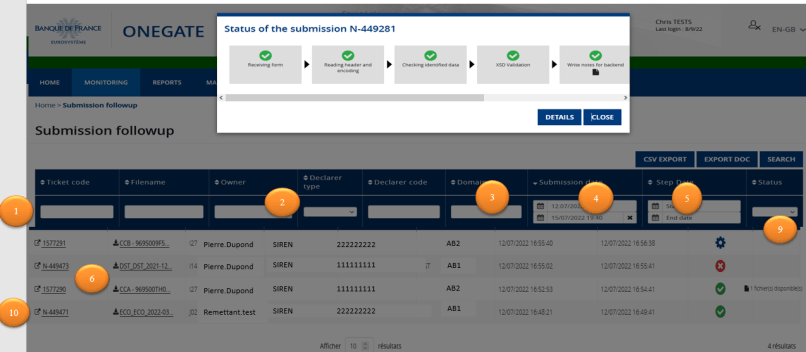 BANQUE DE FRANCE
EUROSYSTÈME
ONEGATE
Chris TESTS
Last login : 8/9/22
EN-GB
Status of the submission N-449281
Receiving form
Reading header and encoding
Checking identified data
XSD Validation
Write notes for backend
DETAILS
CLOSE
HOME
MONITORING
REPORTS
Home > Submission followup
Submission followup
CSV EXPORT
EXPORT DOC
SEARCH
Ticket code
Filename
Owner
Declarer type
Declarer code
Domain
Submission date
Step Date
Status
12/07/2022
15/07/2022 19:40
End date
1
2
3
4
5
9
1577291 CCB - 969S009F5... I27 Pierre.Dupond SIREN 222222222 AB2 12/07/2022 16:55:40 12/07/2022 16:56:38
N-449473 DST_DST_2021-12... I14 Pierre.Dupond SIREN 111111111 AB1 12/07/2022 16:55:02 12/07/2022 16:55:41
6
1577290 CCA - 969S00TH0... I27 Pierre.Dupond SIREN 111111111 AB2 12/07/2022 16:52:53 12/07/2022 16:54:41 1 fichier(s) disponible(s)
10
N-449471 ECO_ECO_2022-03... J02 Remettant.test SIREN 222222222 AB1 12/07/2022 16:48:21 12/07/2022 16:49:41
Afficher 10 résultats
4 résultats